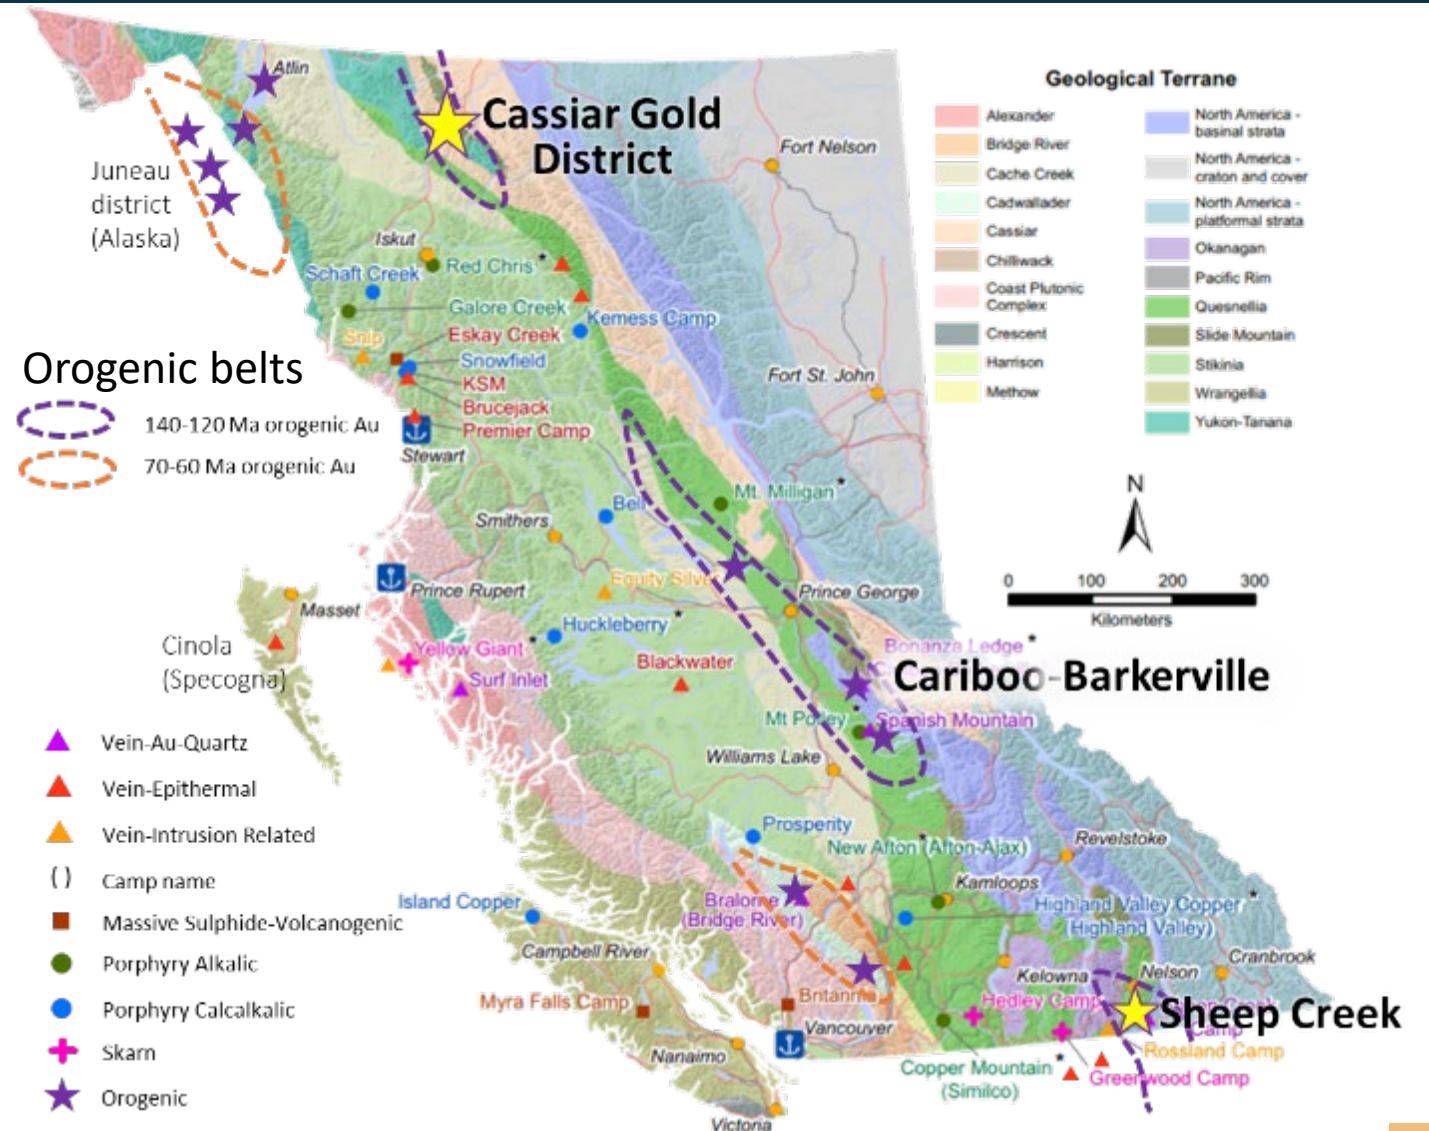 Atlin
Cassiar Gold
District
Juneau
district
(Alaska)
Fort Nelson
Iskut
Red Chris*
Schaft Creek
Galore Creek
Kemess Camp
Snip
Eskay Creek
Snowfield
KSM
Brucejack
Premier Camp
Stewart
Fort St. John
Orogenic belts
140-120 Ma orogenic Au
70-60 Ma orogenic Au
Geological Terrane
Alexander
Bridge River
Cache Creek
Cadwallader
Cassiar
Chilliwack
Coast Plutonic
Complex
Crescent
Harrison
Methow
North America -
basinal strata
North America -
craton and cover
North America -
platformal strata
Okanagan
Pacific Rim
Quesnellia
Slide Mountain
Stikinia
Wrangellia
Yukon-Tanana
N
0 100 200 300
Kilometers
Mt. Milligan*
Bell
Smithers
Equity Silver
Prince George
Prince Rupert
Masset
Huckleberry*
Cinola
(Specogna)
Yellow Giant*
Surf Inlet
Blackwater
Bonanza Ledge*
Cariboo-Barkerville
Mt Polley*
Spanish Mountain
Williams Lake
Prosperity
New Afton*(Afton-Ajax)
Revelstoke
Kamloops
Bralorne
(Bridge River)
Highland Valley Copper*
(Highland Valley)
Island Copper
Campbell River
Cranbrook
Kelowna
Nelson
Myra Falls Camp
Britannia
Hedley Camp
Sheep Creek
Camp
Vancouver
Rossland Camp
Nanaimo
Copper Mountain*
(Similco)
Greenwood Camp
Victoria
Vein-Au-Quartz
Vein-Epithermal
Vein-Intrusion Related
( ) Camp name
Massive Sulphide-Volcanogenic
Porphyry Alkalic
Porphyry Calcalkalic
Skarn
Orogenic